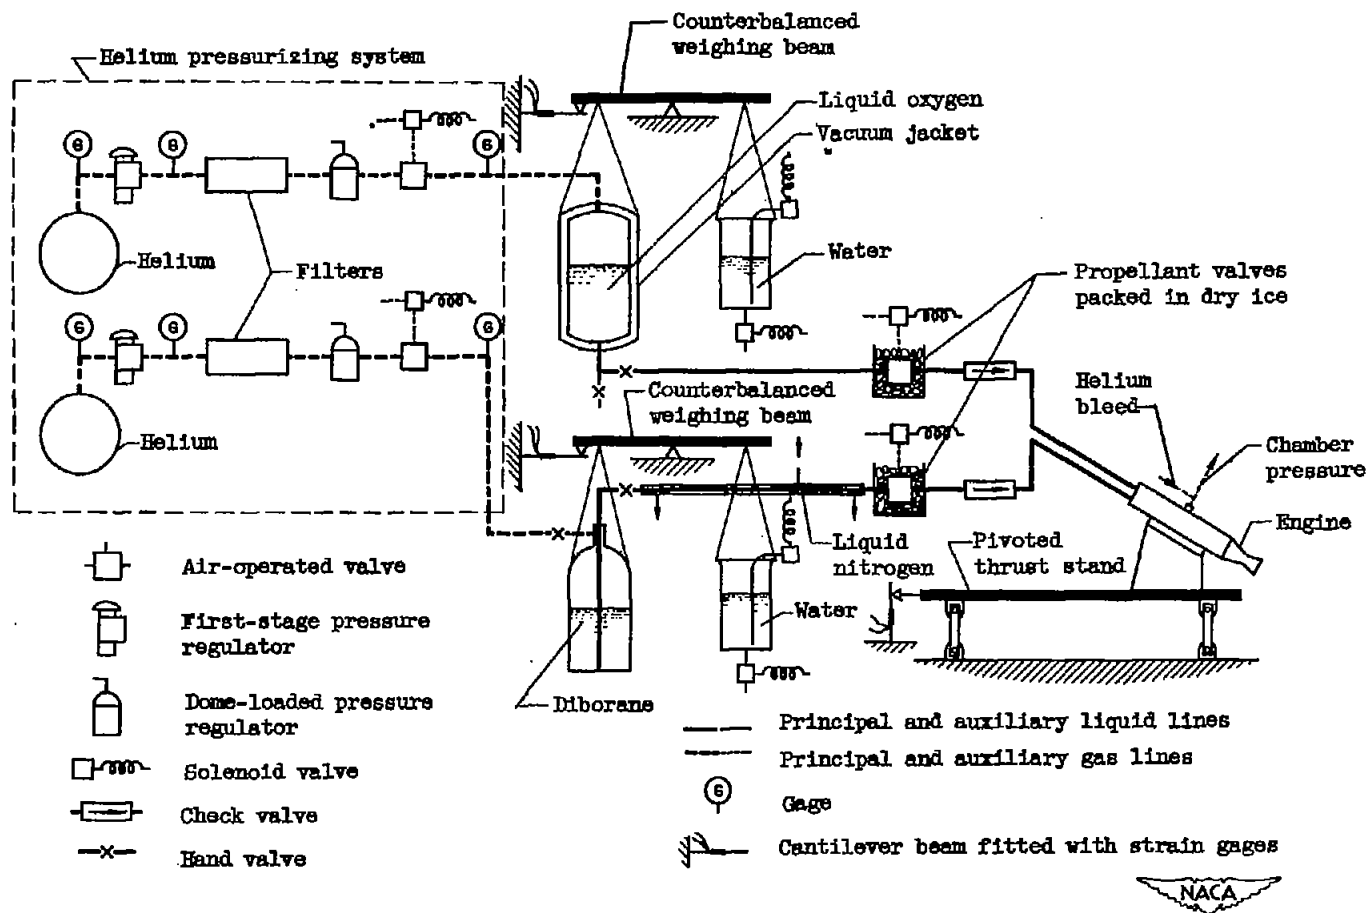 Counterbalanced
weighing beam
Helium pressurizing system
Liquid oxygen
Vacuum jacket
G
G
G
Helium
Filters
Water
Propellant valves
packed in dry ice
G
G
G
Helium
Counterbalanced
weighing beam
Helium
bleed
Chamber
pressure
Engine
Liquid
nitrogen
Pivoted
thrust stand
Water
Diborane
Air-operated valve
First-stage pressure
regulator
Dome-loaded pressure
regulator
Solenoid valve
Check valve
Hand valve
Principal and auxiliary liquid lines
Principal and auxiliary gas lines
G
Gage
Cantilever beam fitted with strain gages
NACA